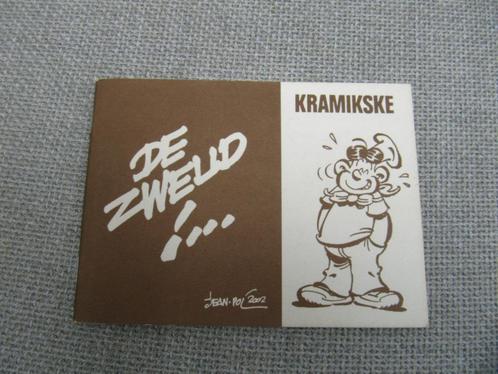 DE
ZWEUD
!...
JEAN-POL 2002
KRAMIKSKE